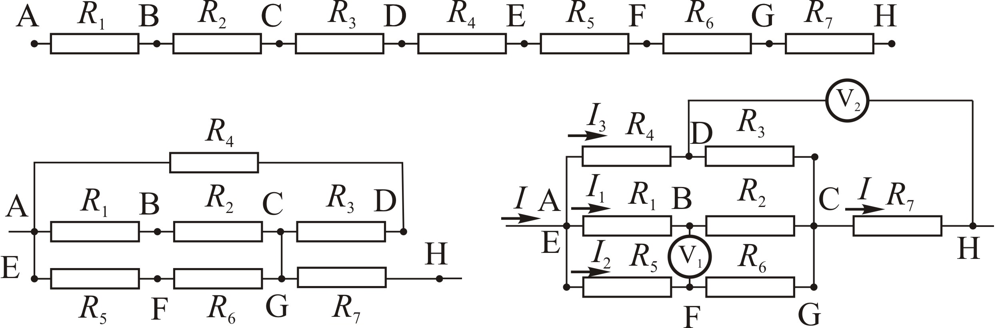 A R1 B R2 C R3 D R4 E R5 F R6 G R7 H
R4
A R1 B R2 C R3 D
E H
R5 F R6 G R7
V2
I3 R4 D R3
I A I1 R1 B R2 C I R7
E I2 R5 V1 R6 H
F G